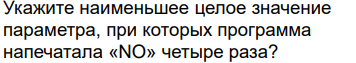 Укажите наименьшее целое значение
параметра, при которых программа
напечатала «NO» четыре раза?